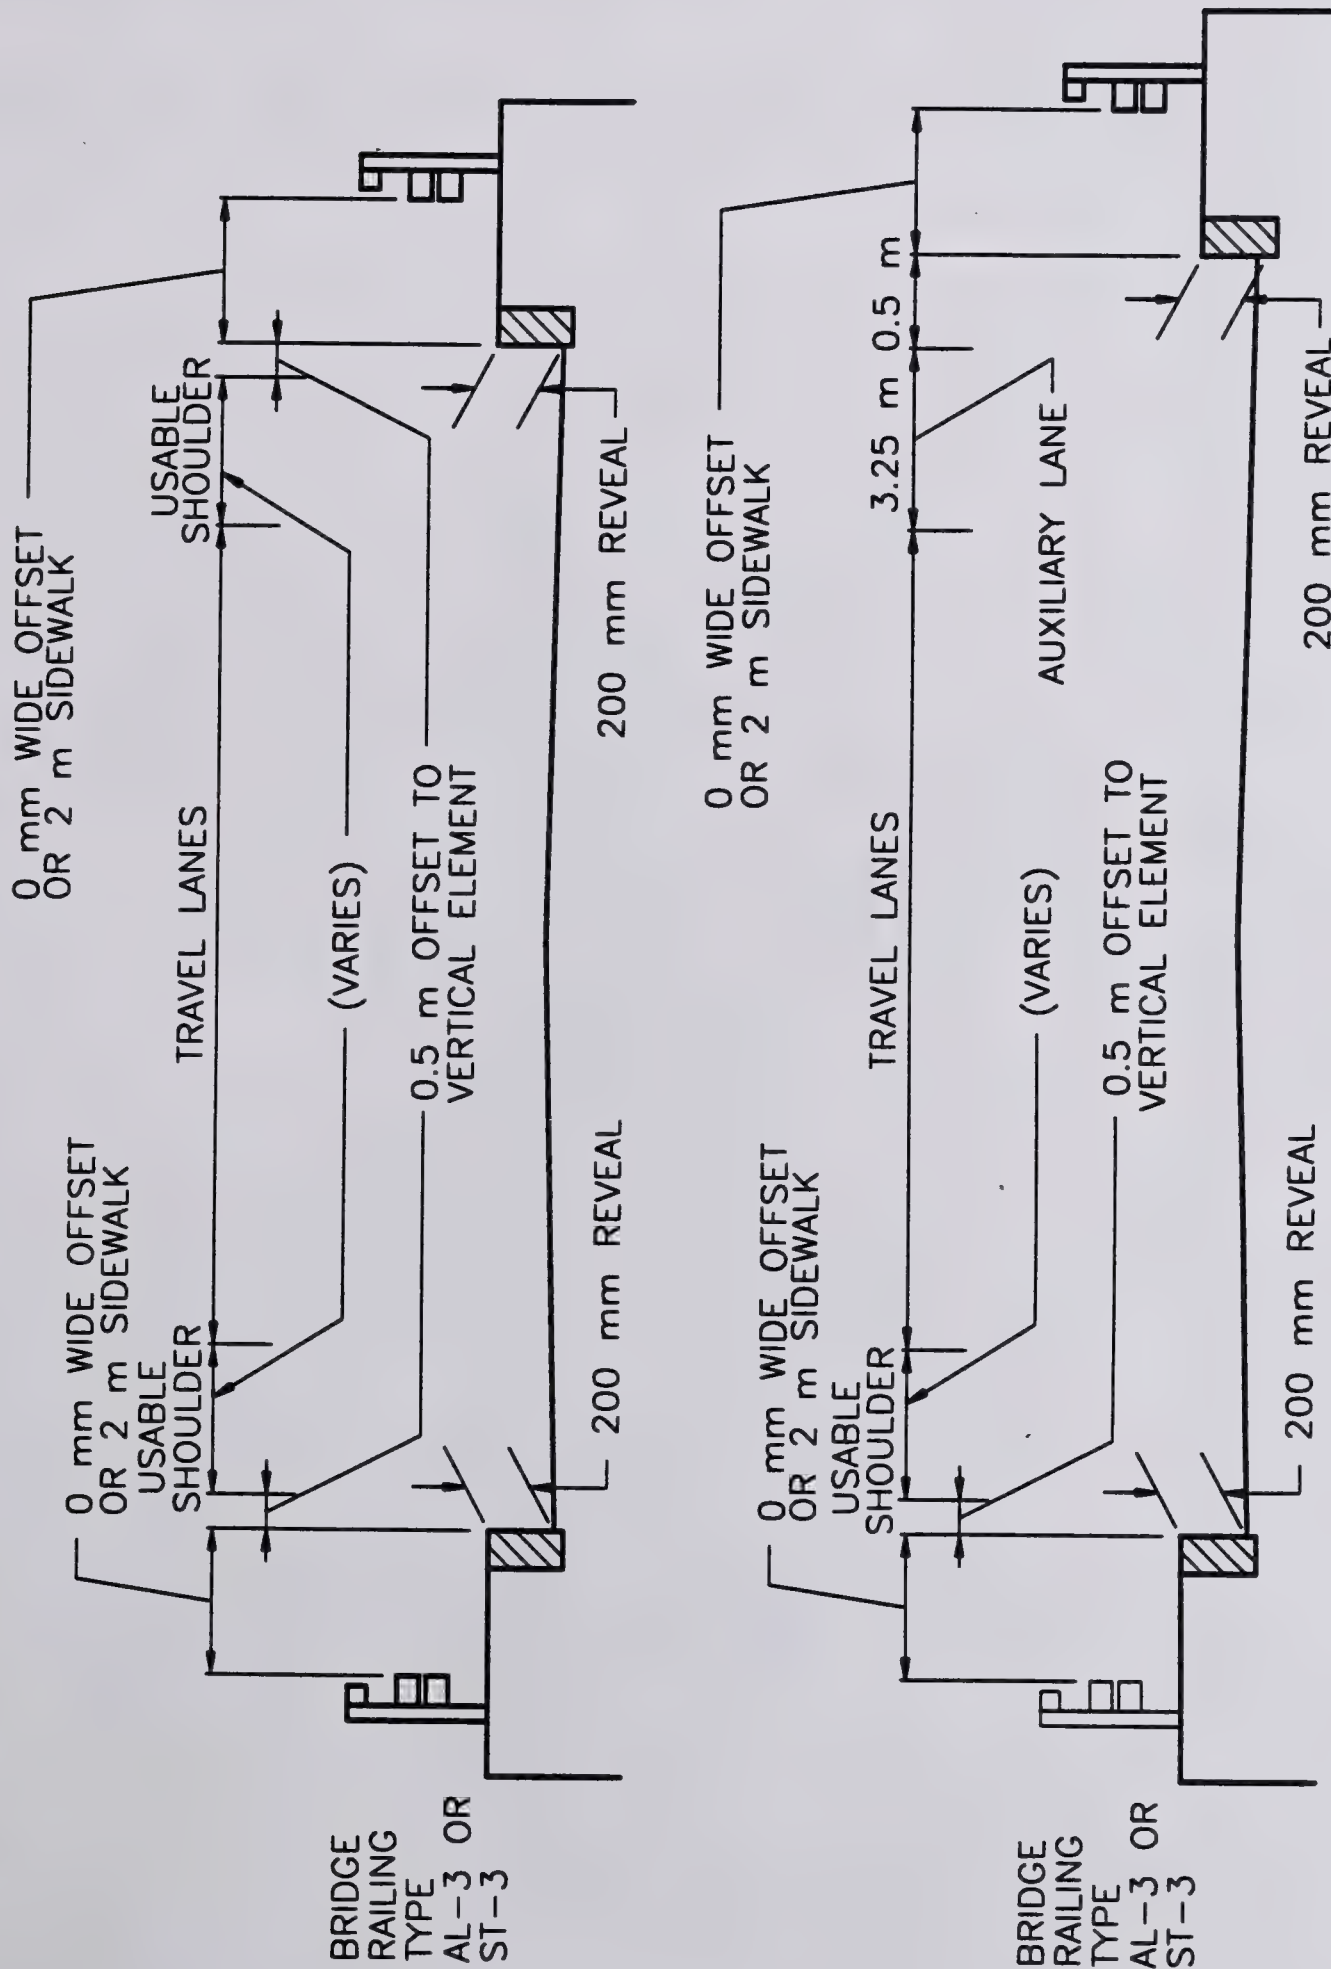 0 mm WIDE OFFSET
OR 2 m SIDEWALK
USABLE
SHOULDER
TRAVEL LANES
USABLE
SHOULDER
0 mm WIDE OFFSET
OR 2 m SIDEWALK
(VARIES)
0.5 m OFFSET TO
VERTICAL ELEMENT
BRIDGE
RAILING
TYPE
AL-3 OR
ST-3
200 mm REVEAL
200 mm REVEAL
0 mm WIDE OFFSET
OR 2 m SIDEWALK
USABLE
SHOULDER
TRAVEL LANES
3.25 m
0.5 m
0 mm WIDE OFFSET
OR 2 m SIDEWALK
(VARIES)
AUXILIARY LANE
0.5 m OFFSET TO
VERTICAL ELEMENT
BRIDGE
RAILING
TYPE
AL-3 OR
ST-3
200 mm REVEAL
200 mm REVEAL